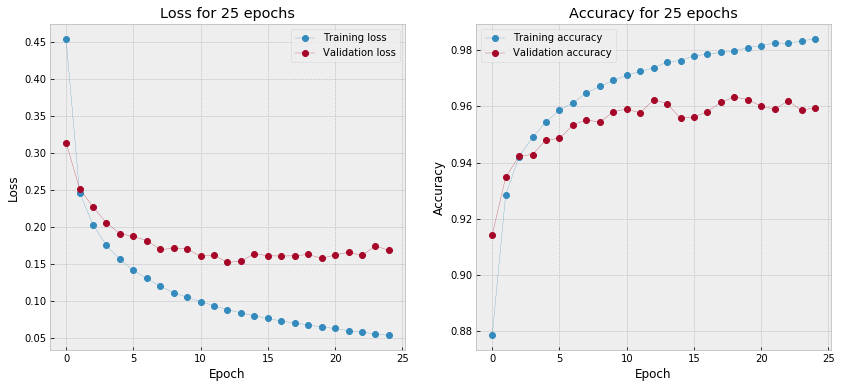 Loss for 25 epochs
Training loss
Validation loss
0.45
0.40
0.35
0.30
0.25
0.20
0.15
0.10
0.05
Loss
0
5
10
15
20
25
Epoch
Accuracy for 25 epochs
Training accuracy
Validation accuracy
0.98
0.96
0.94
0.92
0.90
0.88
Accuracy
0
5
10
15
20
25
Epoch